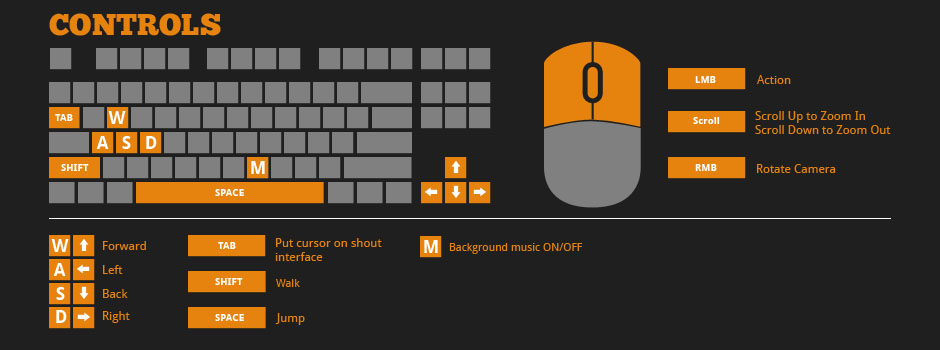 CONTROLS
TAB
W
A S D
SHIFT
M
SPACE
LMB
Action
Scroll
Scroll Up to Zoom In
Scroll Down to Zoom Out
RMB
Rotate Camera
W Forward
A Left
S Back
D Right
TAB
Put cursor on shout
interface
SHIFT
Walk
SPACE
Jump
M
Background music ON/OFF